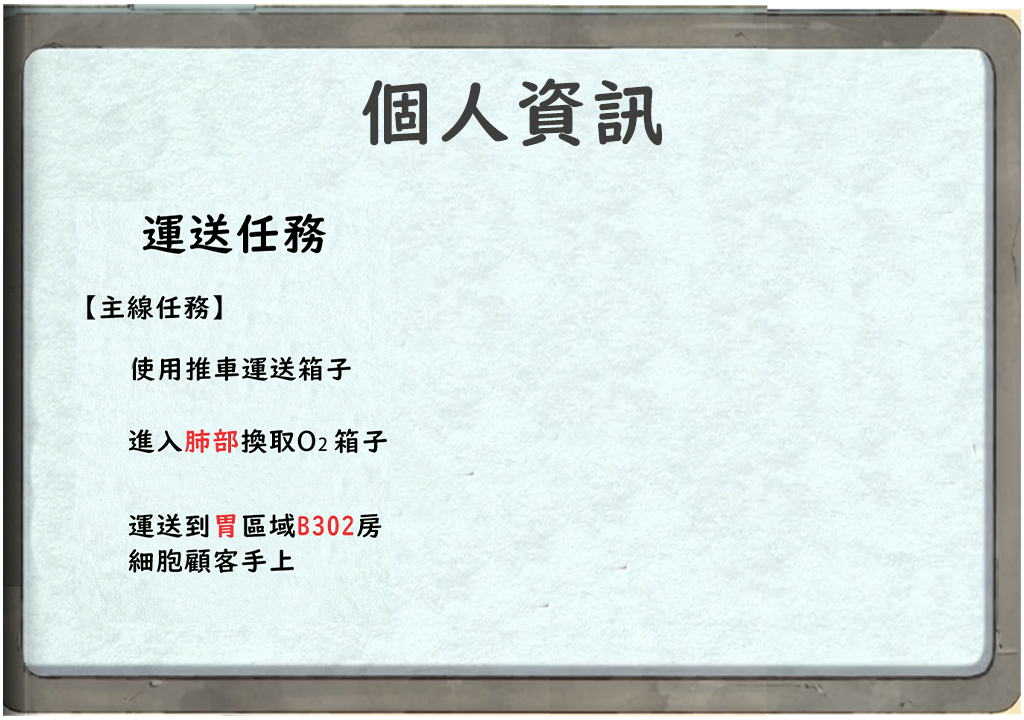 個人資訊
運送任務
【主線任務】
使用推車運送箱子
進入肺部換取O₂箱子
運送到胃區域B302房
細胞顧客手上